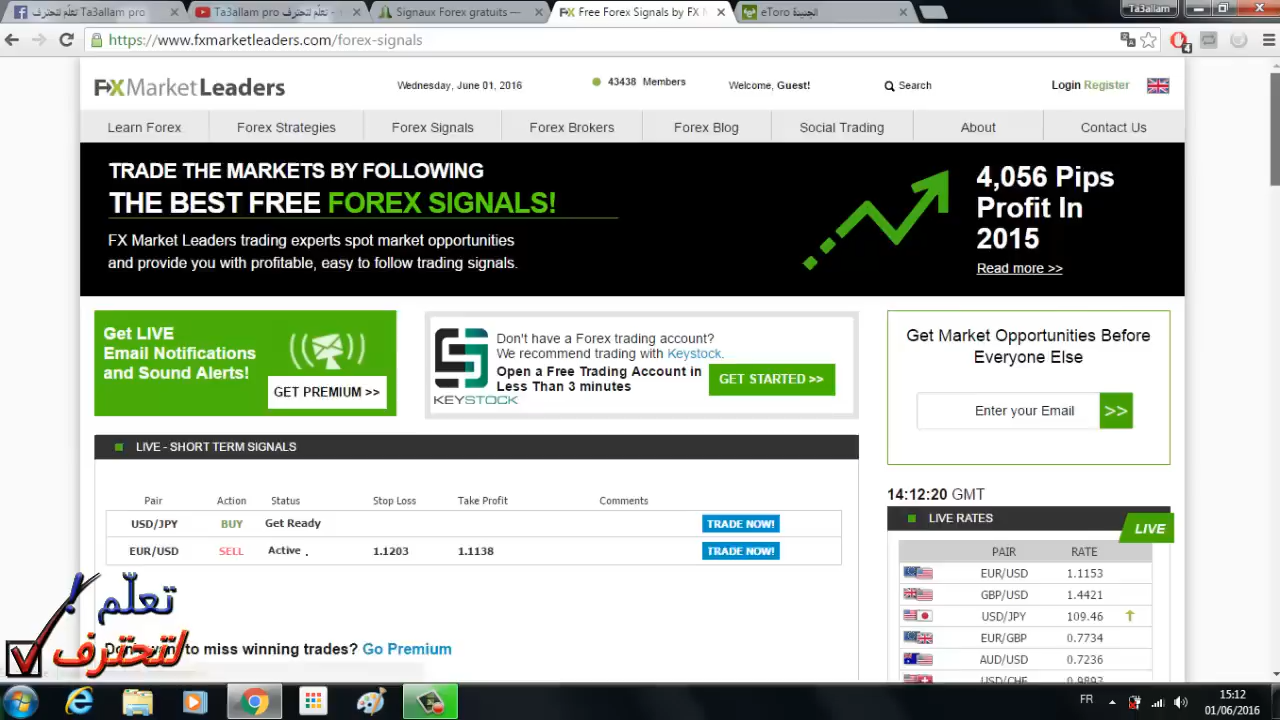 Ta3allam pro
Ta3allam pro - تعلّم لتحترف
Signaux Forex gratuits —
Free Forex Signals by FX M
eToro الجديدة
Ta3allam
https://www.fxmarketleaders.com/forex-signals
FXMarketLeaders
Wednesday, June 01, 2016
43438 Members
Welcome, Guest!
Search
Login Register
Learn Forex
Forex Strategies
Forex Signals
Forex Brokers
Forex Blog
Social Trading
About
Contact Us
TRADE THE MARKETS BY FOLLOWING
THE BEST FREE FOREX SIGNALS!
FX Market Leaders trading experts spot market opportunities
and provide you with profitable, easy to follow trading signals.
4,056 Pips
Profit In
2015
Read more >>
Get LIVE
Email Notifications
and Sound Alerts!
GET PREMIUM >>
KEYSTOCK
Don't have a Forex trading account?
We recommend trading with Keystock.
Open a Free Trading Account in
Less Than 3 minutes
GET STARTED >>
Get Market Opportunities Before
Everyone Else
Enter your Email >>
LIVE - SHORT TERM SIGNALS
Pair Action Status Stop Loss Take Profit Comments
USD/JPY BUY Get Ready TRADE NOW!
EUR/USD SELL Active . 1.1203 1.1138 TRADE NOW!
to miss winning trades? Go Premium
14:12:20 GMT
LIVE RATES
LIVE
PAIR RATE
EUR/USD 1.1153
GBP/USD 1.4421
USD/JPY 109.46
EUR/GBP 0.7734
AUD/USD 0.7236
USD/CHF 0.9893
تعلّم !
لتحترف
FR
15:12
01/06/2016